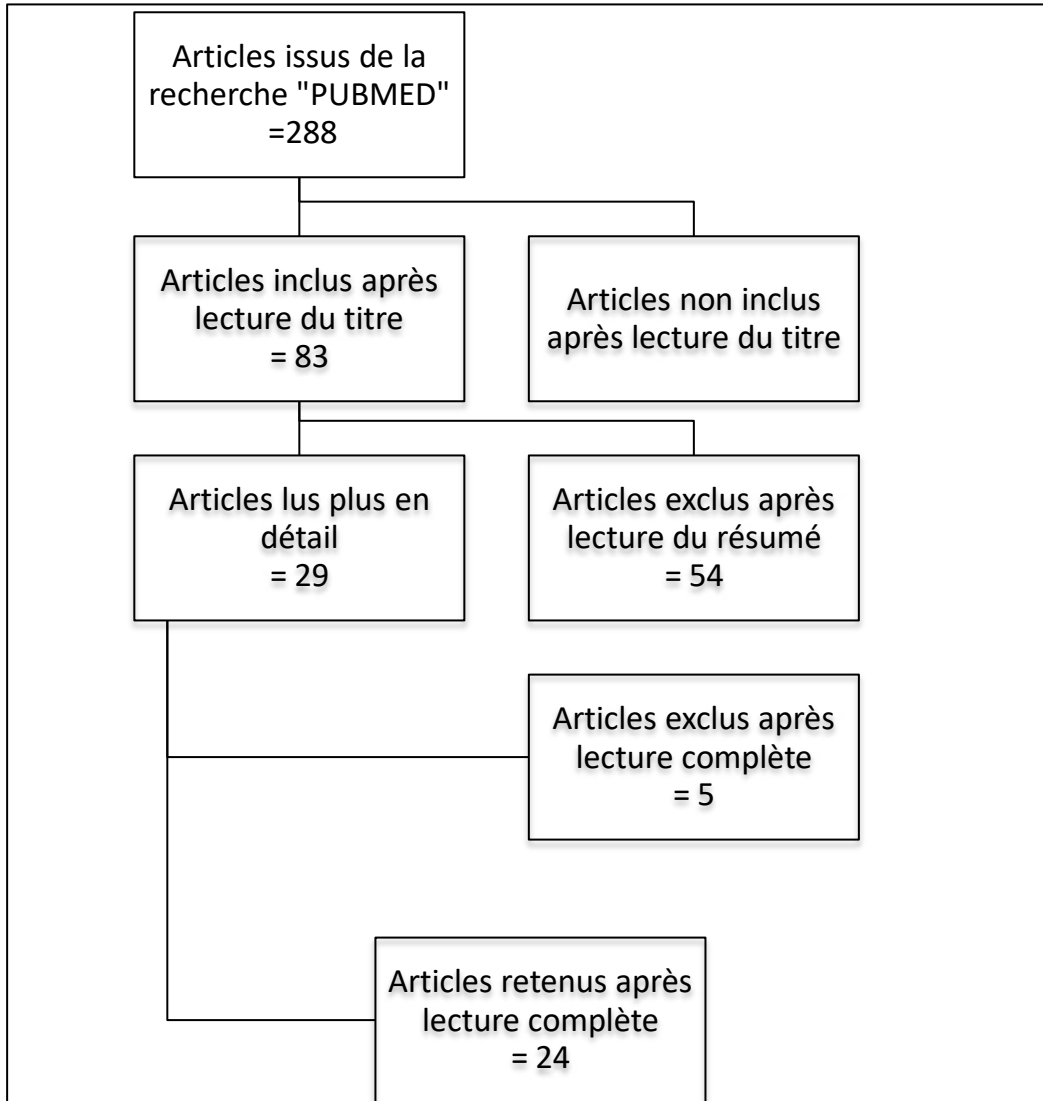 Articles issus de la
recherche "PUBMED"
=288
Articles inclus après
lecture du titre
= 83
Articles non inclus
après lecture du titre
Articles lus plus en
détail
= 29
Articles exclus après
lecture du résumé
= 54
Articles exclus après
lecture complète
= 5
Articles retenus après
lecture complète
= 24